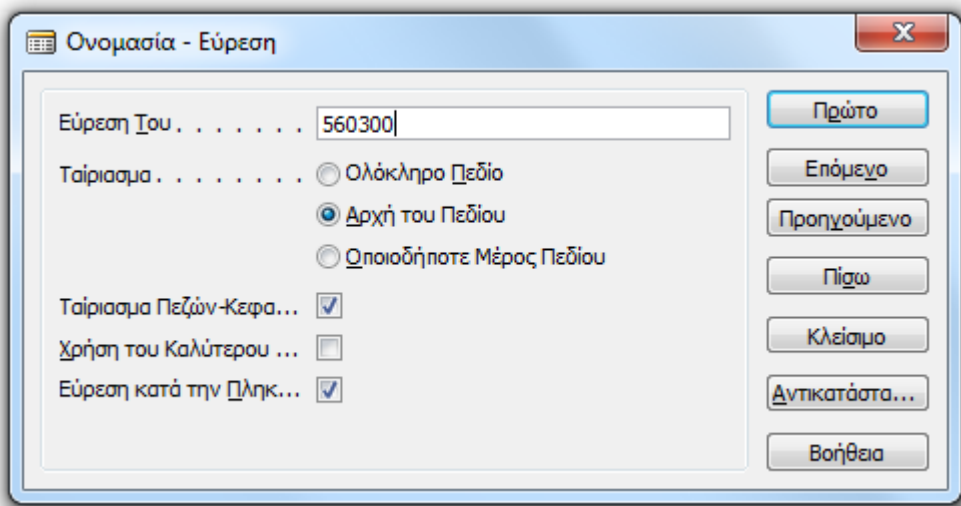 Ονομασία - Εύρεση
Εύρεση Του . . . . . . . 560300
Ταίριασμα . . . . . . . . Ολόκληρο Πεδίο
Αρχή του Πεδίου
Οποιοδήποτε Μέρος Πεδίου
Ταίριασμα Πεζών-Κεφα...
Χρήση του Καλύτερου ...
Εύρεση κατά την Πληκ...
Πρώτο
Επόμενο
Προηγούμενο
Πίσω
Κλείσιμο
Αντικατάστα...
Βοήθεια